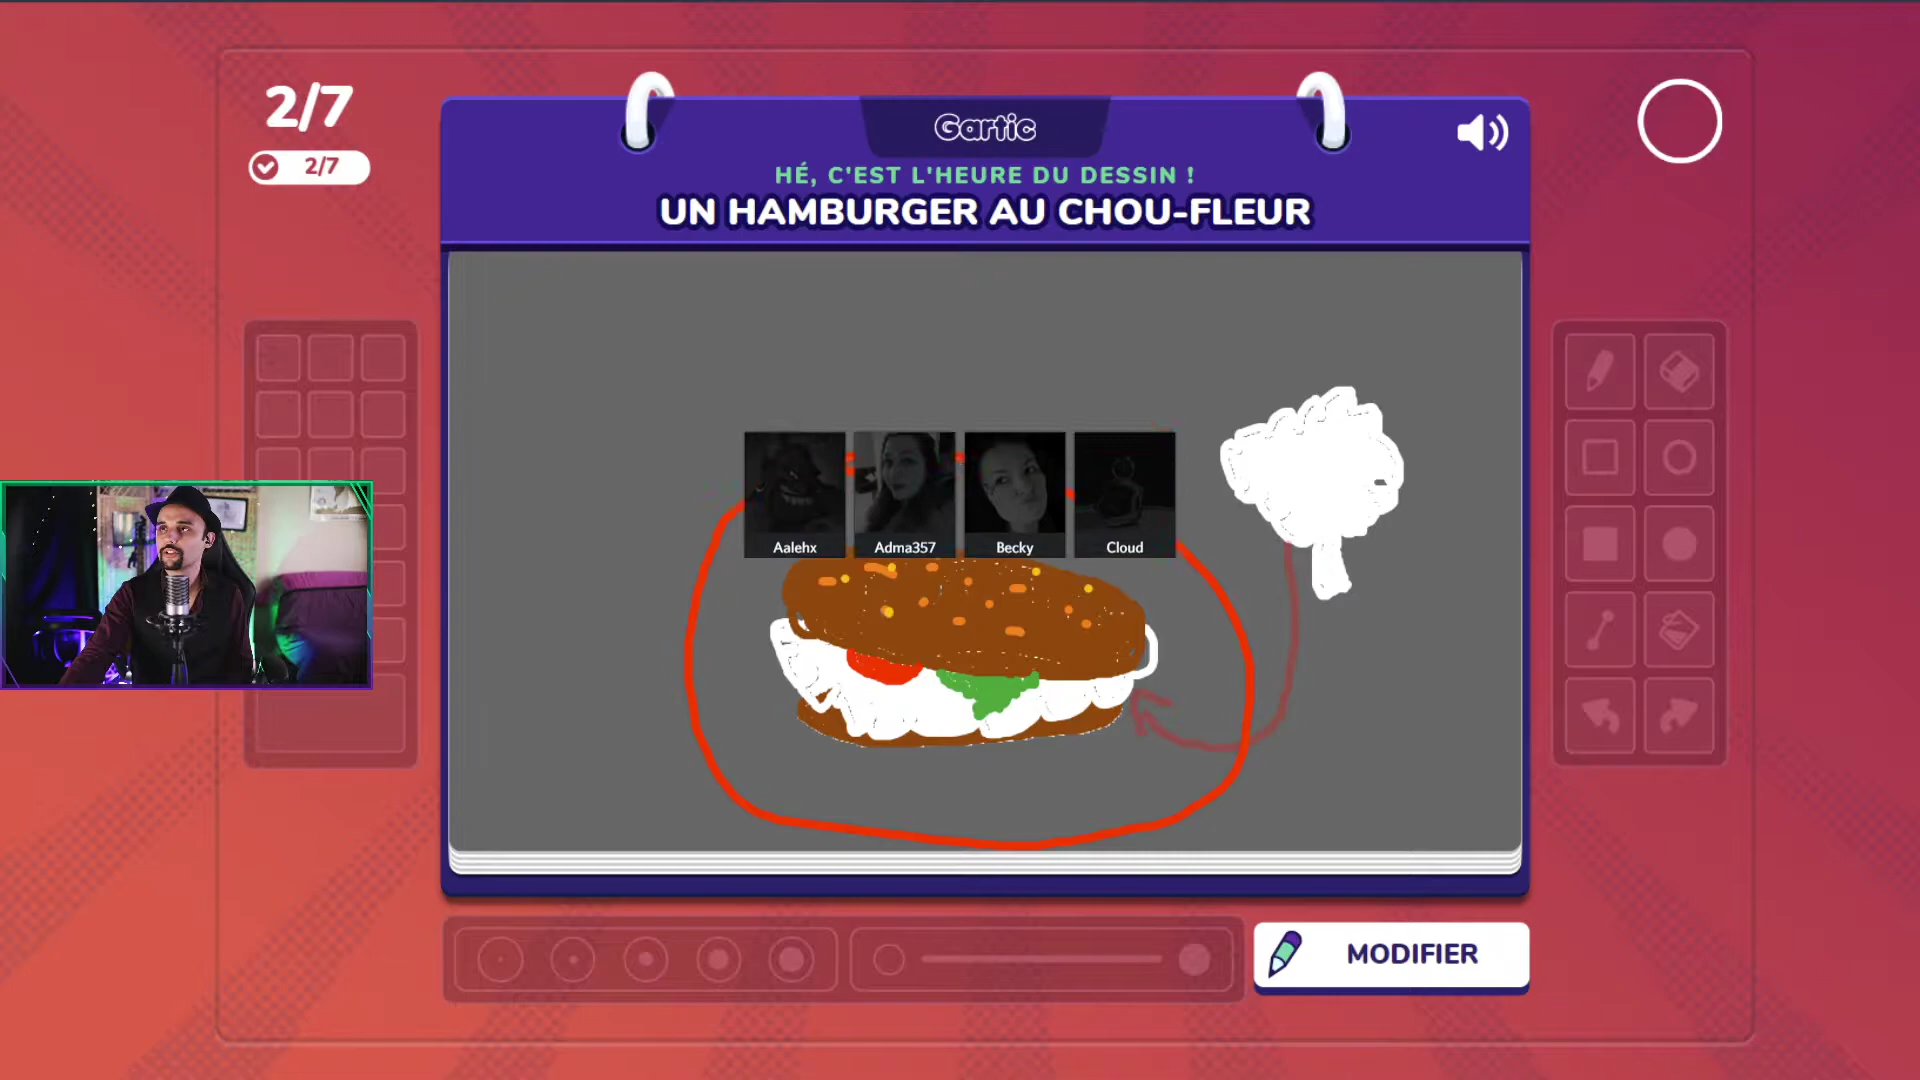 2/7
2/7
Gartic
HÉ, C'EST L'HEURE DU DESSIN !
UN HAMBURGER AU CHOU-FLEUR
Aalehx
Adma357
Becky
Cloud
MODIFIER